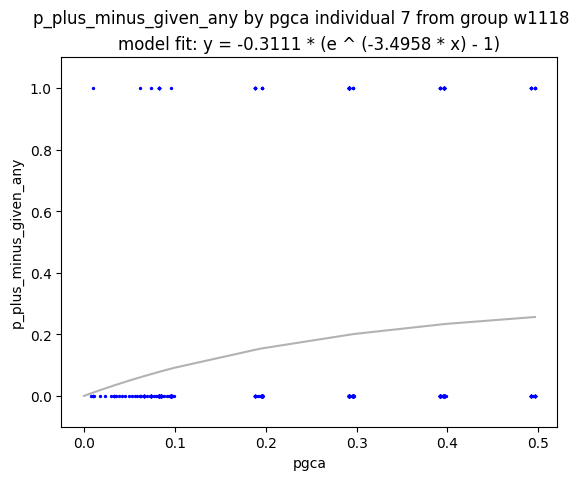 p_plus_minus_given_any by pgca individual 7 from group w1118
model fit: y = -0.3111 * (e ^ (-3.4958 * x) - 1)
1.0
0.8
0.6
0.4
0.2
0.0
p_plus_minus_given_any
0.0 0.1 0.2 0.3 0.4 0.5
pgca